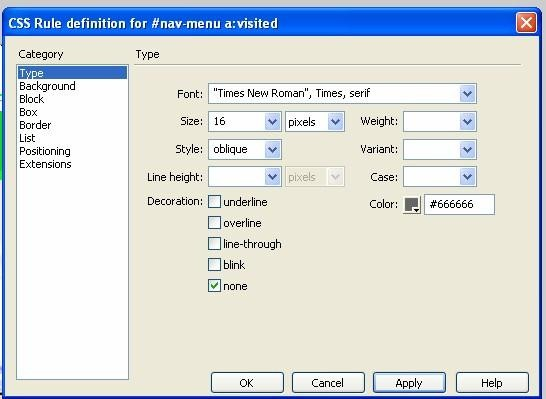 CSS Rule definition for #nav-menu a:visited
Category
Type
Background
Block
Box
Border
List
Positioning
Extensions
Type
Font: "Times New Roman", Times, serif
Size: 16 pixels Weight:
Style: oblique Variant:
Line height: pixels Case:
Decoration: underline Color: #666666
overline
line-through
blink
none
OK Cancel Apply Help